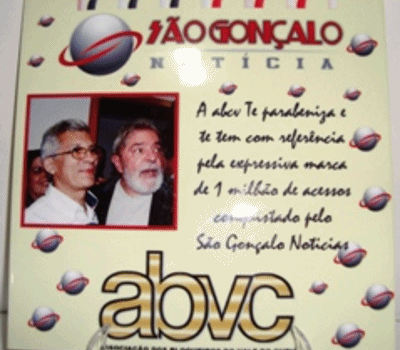 SÃO GONÇALO
NOTÍCIA
A abcv Te parabeniza e
te tem com referência
pela expressiva marca
de 1 milhão de acessos
conquistado pelo
São Gonçalo Noticias
abvc